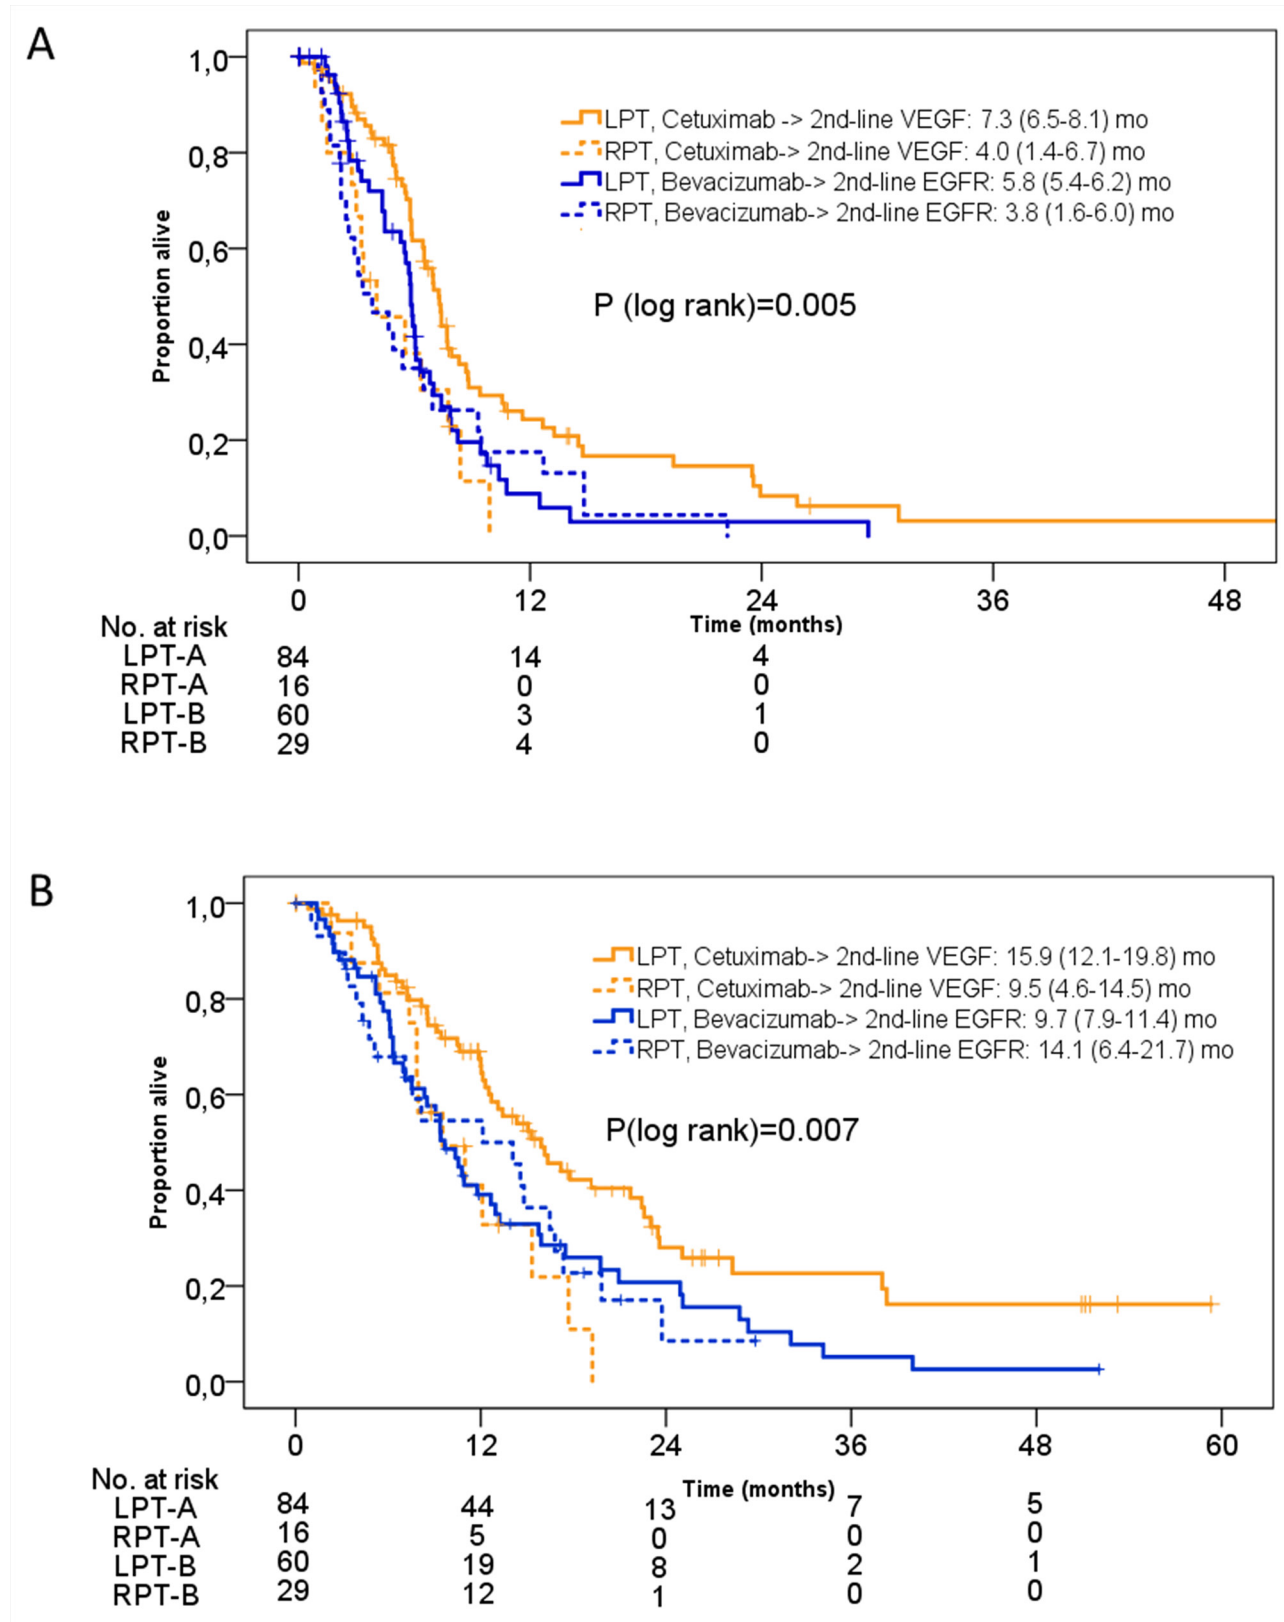 A
1,0
0,8
0,6
0,4
0,2
0,0
Proportion alive
LPT, Cetuximab -> 2nd-line VEGF: 7.3 (6.5-8.1) mo
RPT, Cetuximab-> 2nd-line VEGF: 4.0 (1.4-6.7) mo
LPT, Bevacizumab-> 2nd-line EGFR: 5.8 (5.4-6.2) mo
RPT, Bevacizumab-> 2nd-line EGFR: 3.8 (1.6-6.0) mo
P (log rank)=0.005
0 12 24 36 48
Time (months)
No. at risk
LPT-A 84 14 4
RPT-A 16 0 0
LPT-B 60 3 1
RPT-B 29 4 0
B
1,0
0,8
0,6
0,4
0,2
0,0
Proportion alive
LPT, Cetuximab-> 2nd-line VEGF: 15.9 (12.1-19.8) mo
RPT, Cetuximab-> 2nd-line VEGF: 9.5 (4.6-14.5) mo
LPT, Bevacizumab-> 2nd-line EGFR: 9.7 (7.9-11.4) mo
RPT, Bevacizumab-> 2nd-line EGFR: 14.1 (6.4-21.7) mo
P(log rank)=0.007
0 12 24 36 48 60
Time (months)
No. at risk
LPT-A 84 44 13 7 5
RPT-A 16 5 0 0 0
LPT-B 60 19 8 2 1
RPT-B 29 12 1 0 0